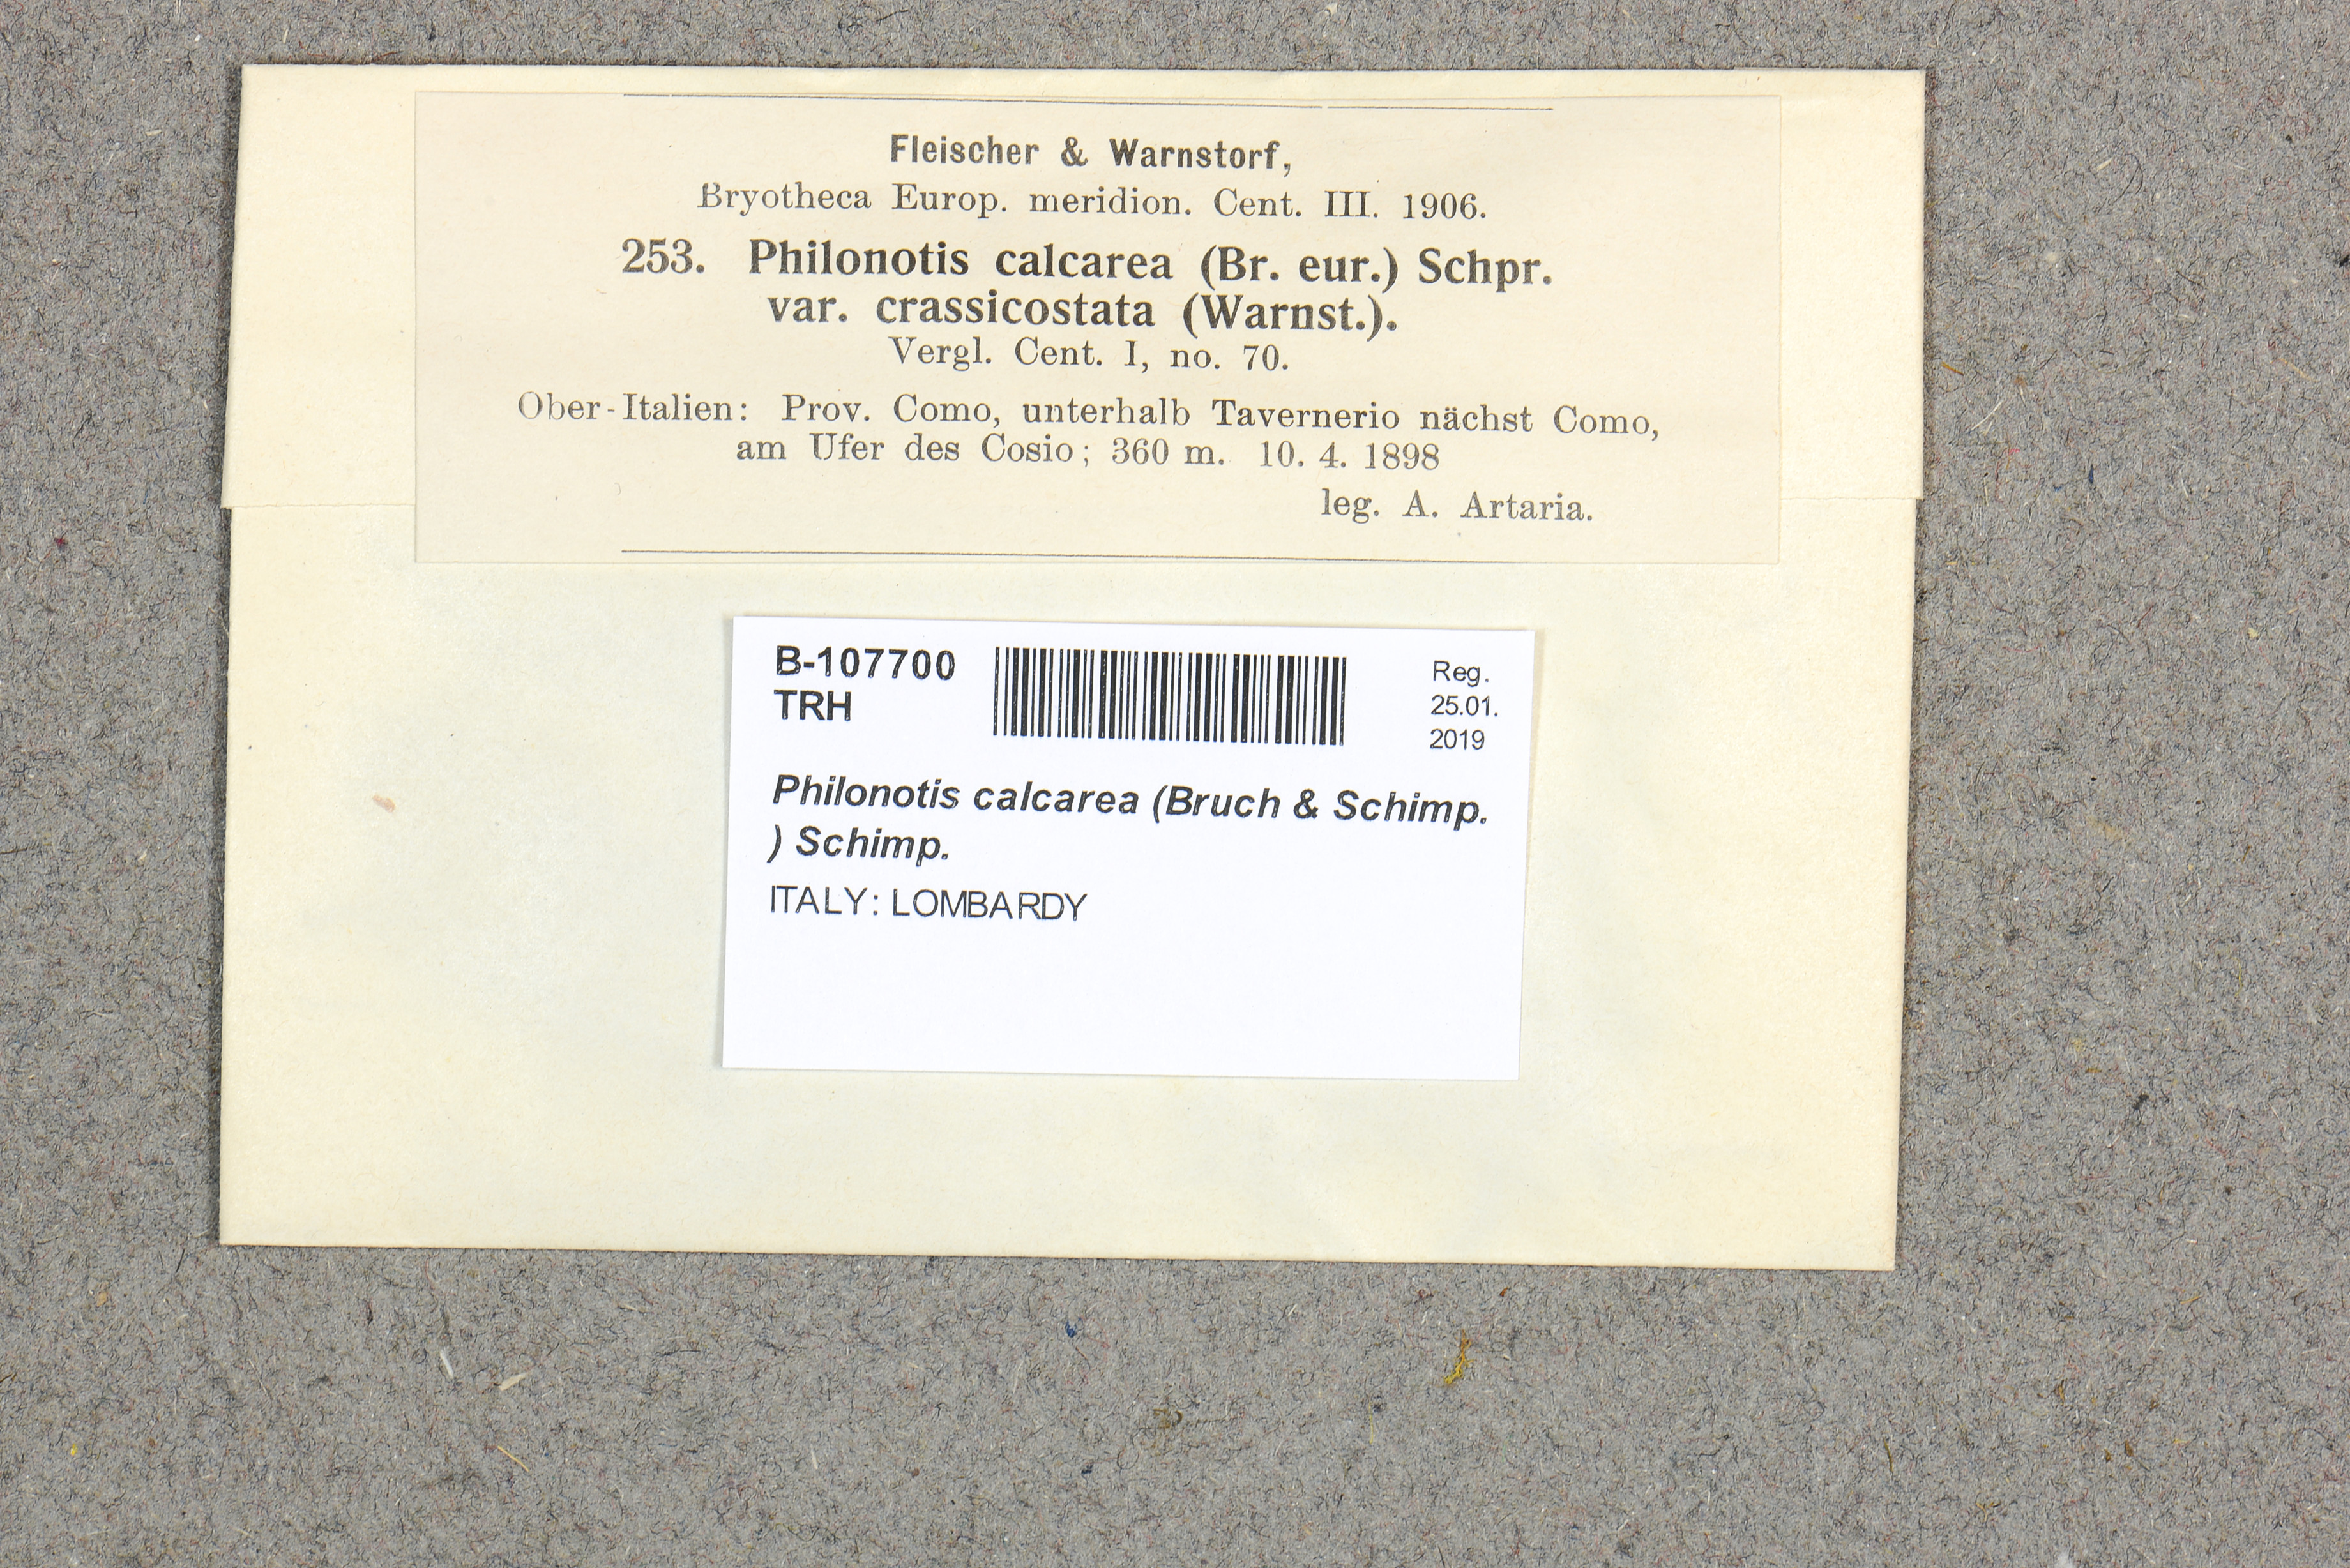 Fleischer & Warnstorf,
Bryotheca Europ. meridion. Cent. III. 1906.
253. Philonotis calcarea (Br. eur.) Schpr.
var. crassicostata (Warnst.).
Vergl. Cent. I, no. 70.
Ober-Italien: Prov. Como, unterhalb Tavernerio nächst Como,
am Ufer des Cosio; 360 m. 10. 4. 1898
leg. A. Artaria.
B-107700
TRH
Reg.
25.01.
2019
Philonotis calcarea (Bruch & Schimp.
) Schimp.
ITALY: LOMBARDY